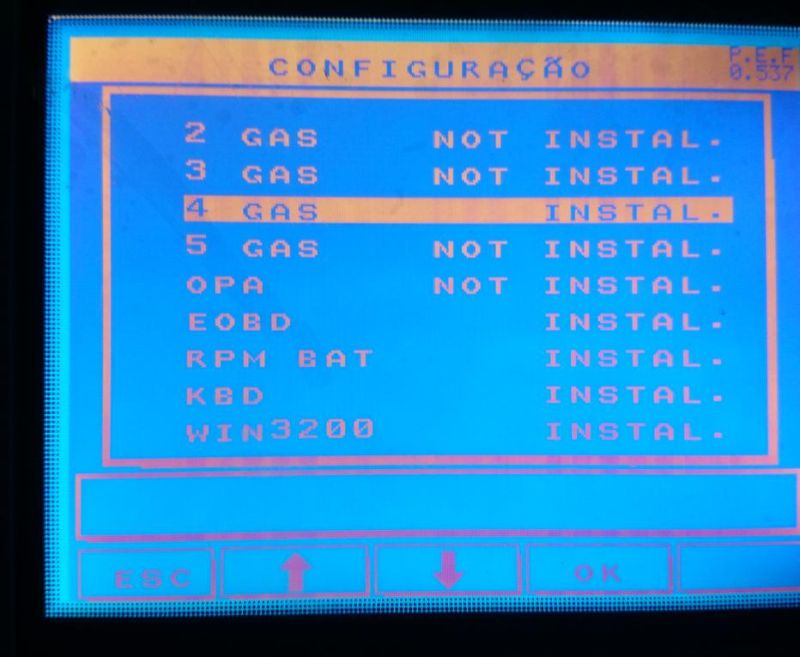 CONFIGURAÇÃO
P.E.F
0.537
2 GAS NOT INSTAL.
3 GAS NOT INSTAL.
4 GAS INSTAL.
5 GAS NOT INSTAL.
OPA NOT INSTAL.
EOBD INSTAL.
RPM BAT INSTAL.
KBD INSTAL.
WIN3200 INSTAL.
ESC OK